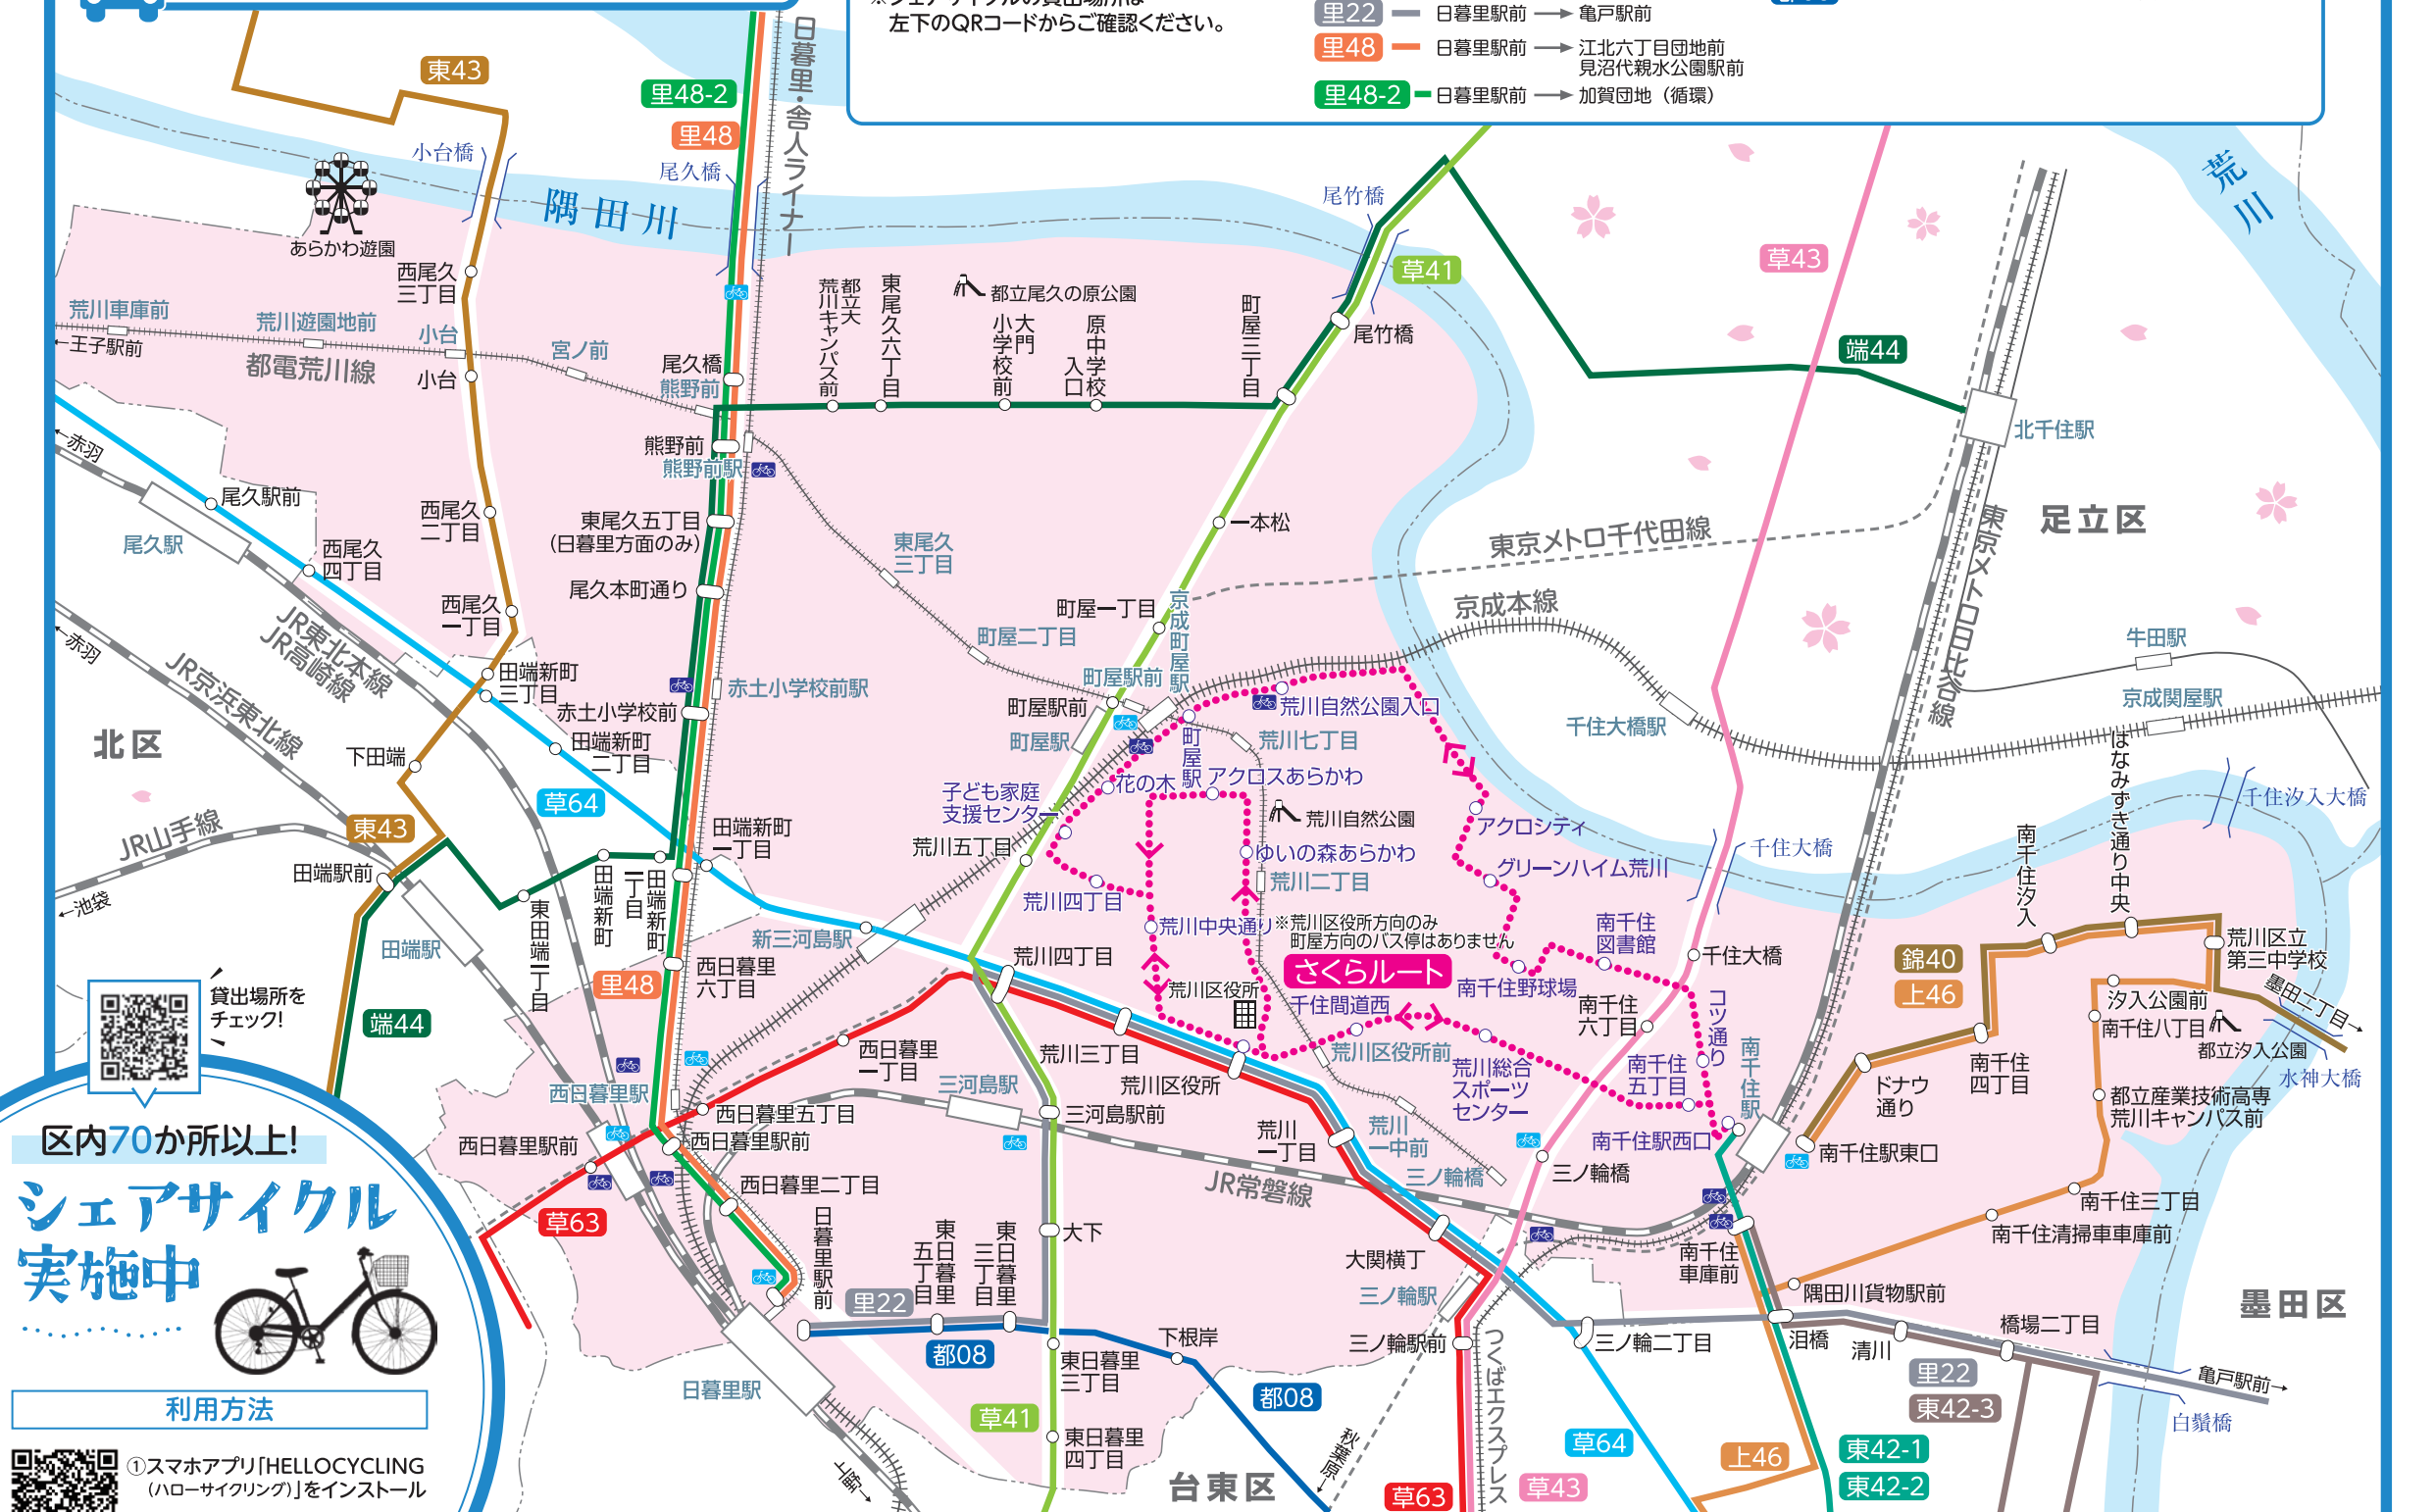 ※シェアサイクルの貸出場所は
左下のQRコードからご確認ください。
里22 日暮里駅前 → 亀戸駅前
里48 日暮里駅前 → 江北六丁目団地前
見沼代親水公園駅前
里48-2 日暮里駅前 → 加賀団地（循環）
東43
里48-2
里48
日暮里・舎人ライナー
小台橋
尾久橋
隅田川
尾竹橋
荒川
あらかわ遊園
西尾久
三丁目
荒川車庫前
←王子駅前
荒川遊園地前
都電荒川線
小台
小台
宮ノ前
尾久橋
熊野前
都立大
荒川キャンパス前
東尾久六丁目
都立尾久の原公園
大門
小学校前
原中学校
入口
町屋三丁目
尾竹橋
草41
草43
端44
北千住駅
足立区
←赤羽
尾久駅前
尾久駅
西尾久
四丁目
西尾久
二丁目
西尾久
一丁目
熊野前
熊野前駅
東尾久五丁目
（日暮里方面のみ）
尾久本町通り
東尾久
三丁目
一本松
東京メトロ千代田線
東京メトロ日比谷線
京成本線
町屋一丁目
京成町屋駅
町屋二丁目
町屋駅前
町屋駅前
町屋駅
←赤羽
JR東北本線
JR高崎線
JR京浜東北線
田端新町
三丁目
赤土小学校前駅
赤土小学校前
田端新町
二丁目
下田端
北区
草64
JR山手線
東43
←池袋
田端駅前
田端駅
田端新町
一丁目
田端新町
一丁目
田端新町
東田端二丁目
荒川自然公園入口
町屋駅
荒川七丁目
花の木
アクロスあらかわ
子ども家庭
支援センター
荒川五丁目
荒川自然公園
ゆいの森あらかわ
荒川二丁目
荒川四丁目
荒川中央通り
※荒川区役所方向のみ
町屋方向のバス停はありません
さくらルート
アクロシティ
グリーンハイム荒川
千住大橋駅
牛田駅
京成関屋駅
千住汐入大橋
はなみずき通り中央
南千住汐入
千住大橋
千住大橋
南千住
図書館
南千住野球場
南千住
六丁目
コツ通り
錦40
上46
荒川区立
第三中学校
墨田二丁目→
汐入公園前
南千住八丁目
都立汐入公園
水神大橋
都立産業技術高専
荒川キャンパス前
南千住
四丁目
ドナウ
通り
南千住駅東口
南千住三丁目
南千住清掃車車庫前
隅田川貨物駅前
新三河島駅
荒川四丁目
荒川区役所
千住間道西
荒川区役所前
荒川三丁目
荒川区役所
荒川総合
スポーツ
センター
南千住
五丁目
南千住駅
南千住駅西口
荒川
一中前
荒川
一丁目
三ノ輪橋
三ノ輪橋
JR常磐線
大関横丁
三ノ輪駅
三ノ輪駅前
つくばエクスプレス
南千住
車庫前
三ノ輪二丁目
泪橋
清川
橋場二丁目
墨田区
亀戸駅前→
白鬚橋
里22
東42-3
東42-1
東42-2
上46
草64
草43
草63
秋葉原→
都08
台東区
里48
西日暮里
六丁目
西日暮里
一丁目
西日暮里駅
西日暮里五丁目
西日暮里駅前
西日暮里駅前
西日暮里二丁目
草63
三河島駅
三河島駅前
大下
日暮里駅前
東日暮里
五丁目
東日暮里
三丁目
里22
都08
日暮里駅
下根岸
東日暮里
三丁目
東日暮里
四丁目
草41
上野→
端44
貸出場所を
チェック！
区内70か所以上！
シェアサイクル
実施中
利用方法
①スマホアプリ「HELLOCYCLING
（ハローサイクリング）」をインストール